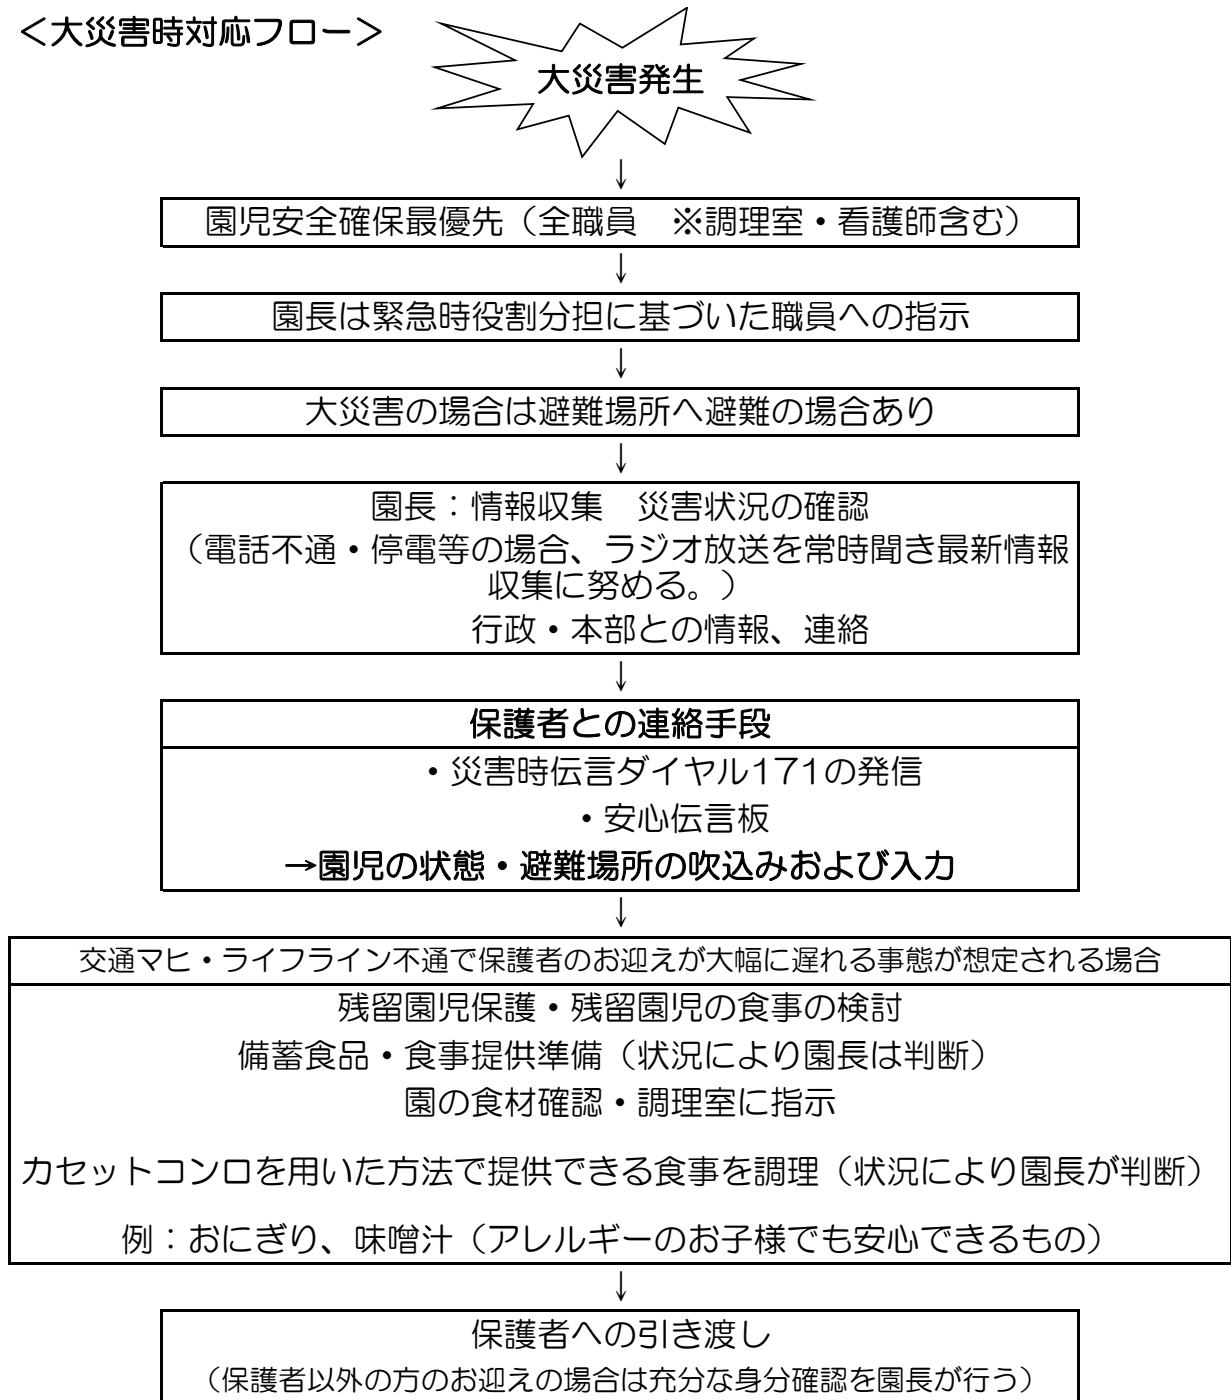 ＜大災害時対応フロー＞
大災害発生
↓
園児安全確保最優先（全職員　※調理室・看護師含む）
↓
園長は緊急時役割分担に基づいた職員への指示
↓
大災害の場合は避難場所へ避難の場合あり
↓
園長：情報収集　災害状況の確認
（電話不通・停電等の場合、ラジオ放送を常時聞き最新情報
収集に努める。）
行政・本部との情報、連絡
↓
保護者との連絡手段
・災害時伝言ダイヤル171の発信
・安心伝言板
→園児の状態・避難場所の吹込みおよび入力
↓
交通マヒ・ライフライン不通で保護者のお迎えが大幅に遅れる事態が想定される場合
残留園児保護・残留園児の食事の検討
備蓄食品・食事提供準備（状況により園長は判断）
園の食材確認・調理室に指示
カセットコンロを用いた方法で提供できる食事を調理（状況により園長が判断）
例：おにぎり、味噌汁（アレルギーのお子様でも安心できるもの）
↓
保護者への引き渡し
（保護者以外の方のお迎えの場合は充分な身分確認を園長が行う）